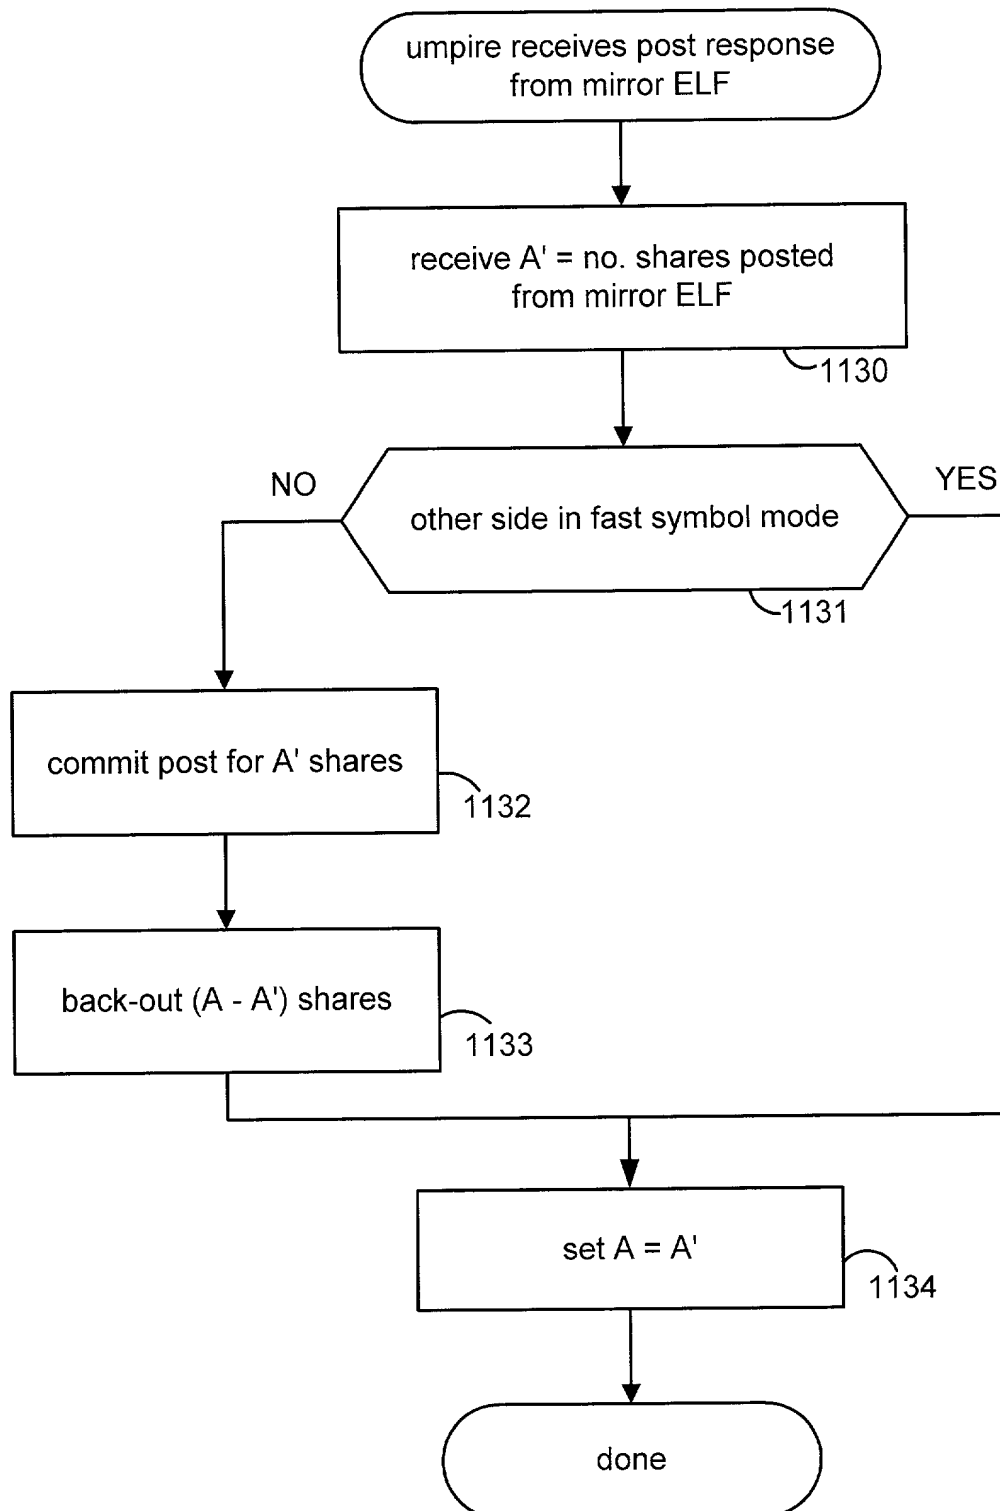 umpire receives post response
from mirror ELF
receive A' = no. shares posted
from mirror ELF
1130
NO
YES
other side in fast symbol mode
1131
commit post for A' shares
1132
back-out (A - A') shares
1133
set A = A'
1134
done